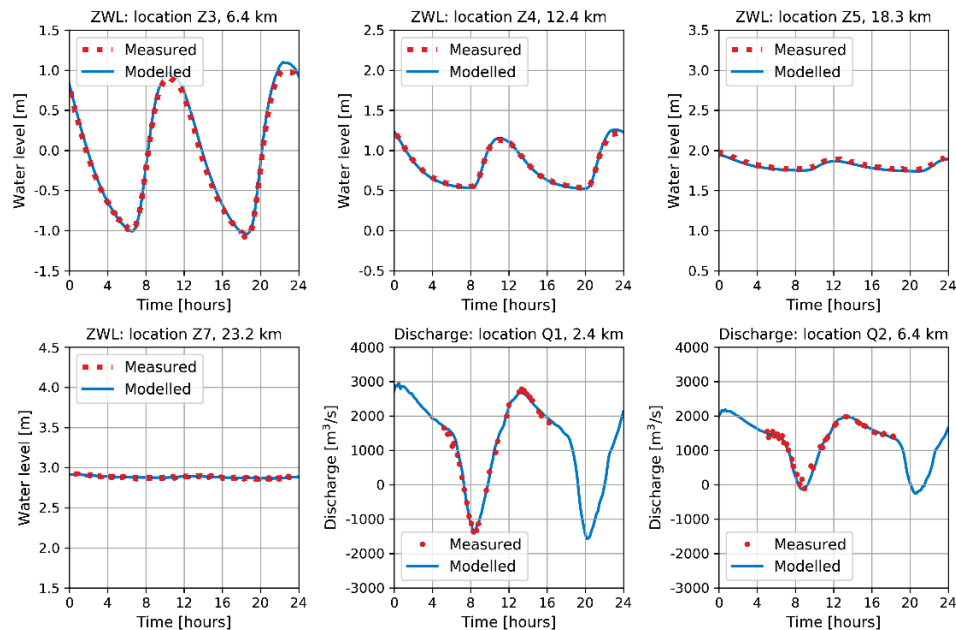 ZWL: location Z3, 6.4 km
1.5
1.0
0.5
0.0
-0.5
-1.0
-1.5
Water level [m]
Measured
Modelled
0 4 8 12 16 20 24
Time [hours]
ZWL: location Z4, 12.4 km
3.0
2.5
2.0
1.5
1.0
0.5
0.0
-0.5
Water level [m]
Measured
Modelled
0 4 8 12 16 20 24
Time [hours]
ZWL: location Z5, 18.3 km
3.5
3.0
2.5
2.0
1.5
1.0
0.5
Water level [m]
Measured
Modelled
0 4 8 12 16 20 24
Time [hours]
ZWL: location Z7, 23.2 km
4.5
4.0
3.5
3.0
2.5
2.0
1.5
Water level [m]
Measured
Modelled
0 4 8 12 16 20 24
Time [hours]
Discharge: location Q1, 2.4 km
4000
3000
2000
1000
0
-1000
-2000
-3000
Discharge [m³/s]
Measured
Modelled
0 4 8 12 16 20 24
Time [hours]
Discharge: location Q2, 6.4 km
4000
3000
2000
1000
0
-1000
-2000
-3000
Discharge [m³/s]
Measured
Modelled
0 4 8 12 16 20 24
Time [hours]